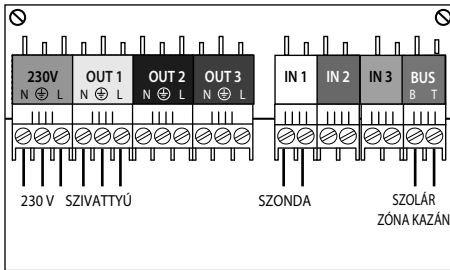 230V OUT 1 OUT 2 OUT 3 IN 1 IN 2 IN 3 BUS
N L N L N L N L B T
230 V SZIVATTYÚ SZONDA SZOLÁR
ZÓNA KAZÁN